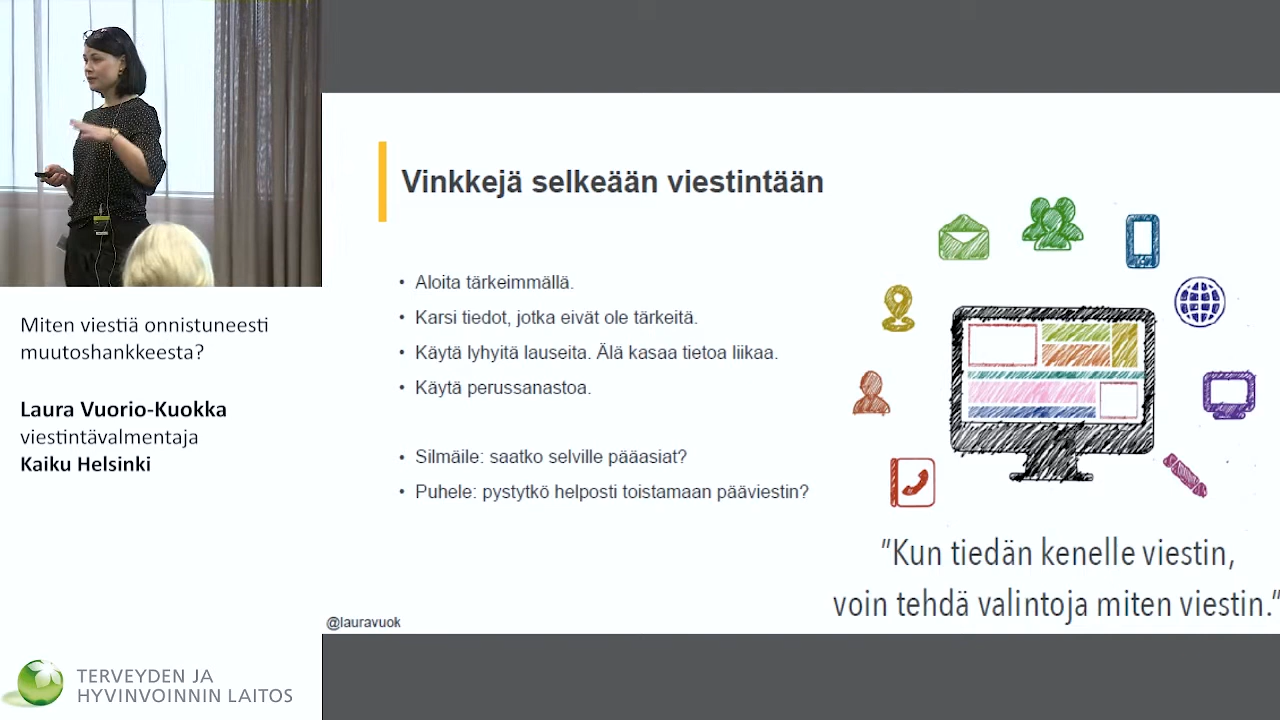 Miten viestiä onnistuneesti
muutoshankkeesta?
Laura Vuorio-Kuokka
viestintävalmentaja
Kaiku Helsinki
TERVEYDEN JA
HYVINVOINNIN LAITOS
Vinkkejä selkeään viestintään
• Aloita tärkeimmällä.
• Karsi tiedot, jotka eivät ole tärkeitä.
• Käytä lyhyitä lauseita. Älä kasaa tietoa liikaa.
• Käytä perussanastoa.
• Silmäile: saatko selville pääasiat?
• Puhele: pystytkö helposti toistamaan pääviestin?
"Kun tiedän kenelle viestin,
voin tehdä valintoja miten viestin."
@lauravuok